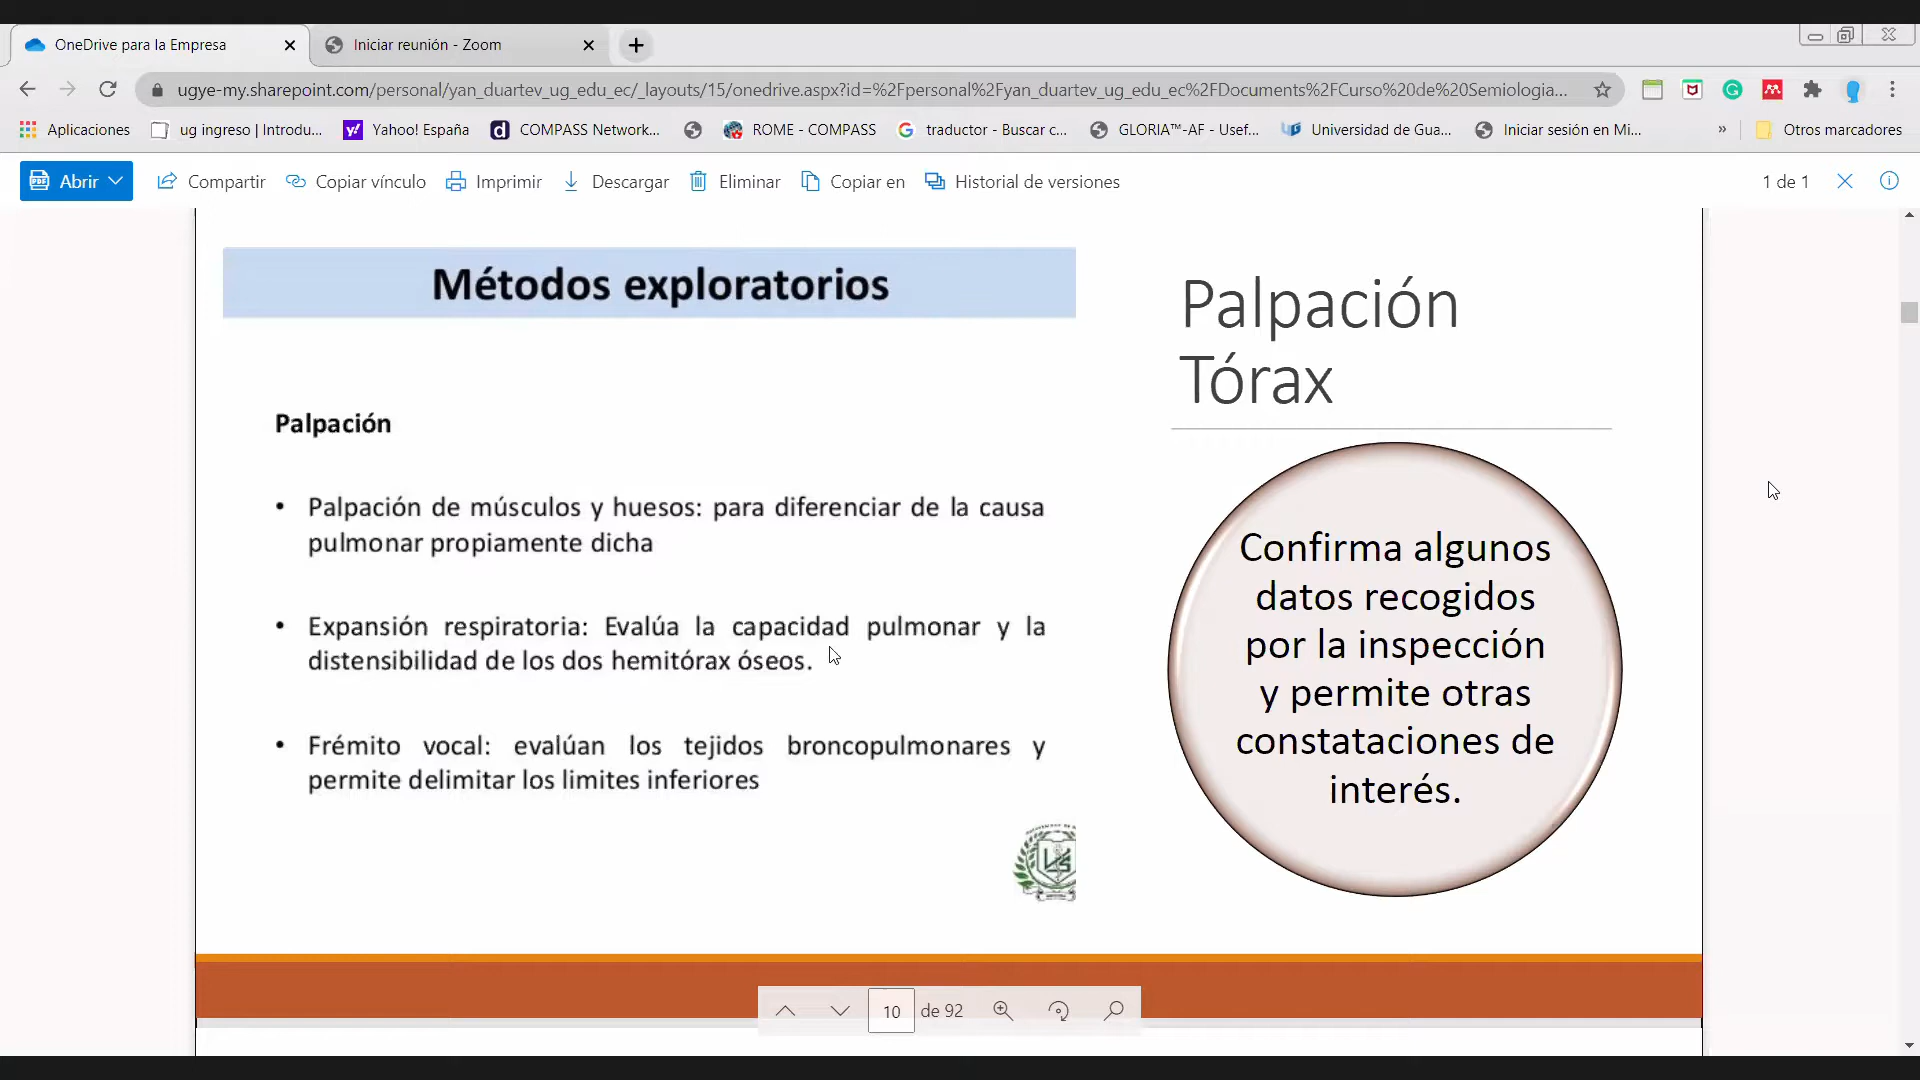 OneDrive para la Empresa
Iniciar reunión - Zoom
ugye-my.sharepoint.com/personal/yan_duartev_ug_edu_ec/_layouts/15/onedrive.aspx?id=%2Fpersonal%2Fyan_duartev_ug_edu_ec%2FDocuments%2FCurso%20de%20Semiologia...
Aplicaciones
ug ingreso | Introdu...
Yahoo! España
COMPASS Network...
ROME - COMPASS
traductor - Buscar c...
GLORIA™-AF - Usef...
Universidad de Gua...
Iniciar sesión en Mi...
»
Otros marcadores
Abrir
Compartir
Copiar vínculo
Imprimir
Descargar
Eliminar
Copiar en
Historial de versiones
1 de 1
Métodos exploratorios
Palpación
• Palpación de músculos y huesos: para diferenciar de la causa
pulmonar propiamente dicha
• Expansión respiratoria: Evalúa la capacidad pulmonar y la
distensibilidad de los dos hemitórax óseos.
• Frémito vocal: evalúan los tejidos broncopulmonares y
permite delimitar los limites inferiores
Palpación
Tórax
Confirma algunos
datos recogidos
por la inspección
y permite otras
constataciones de
interés.
10 de 92